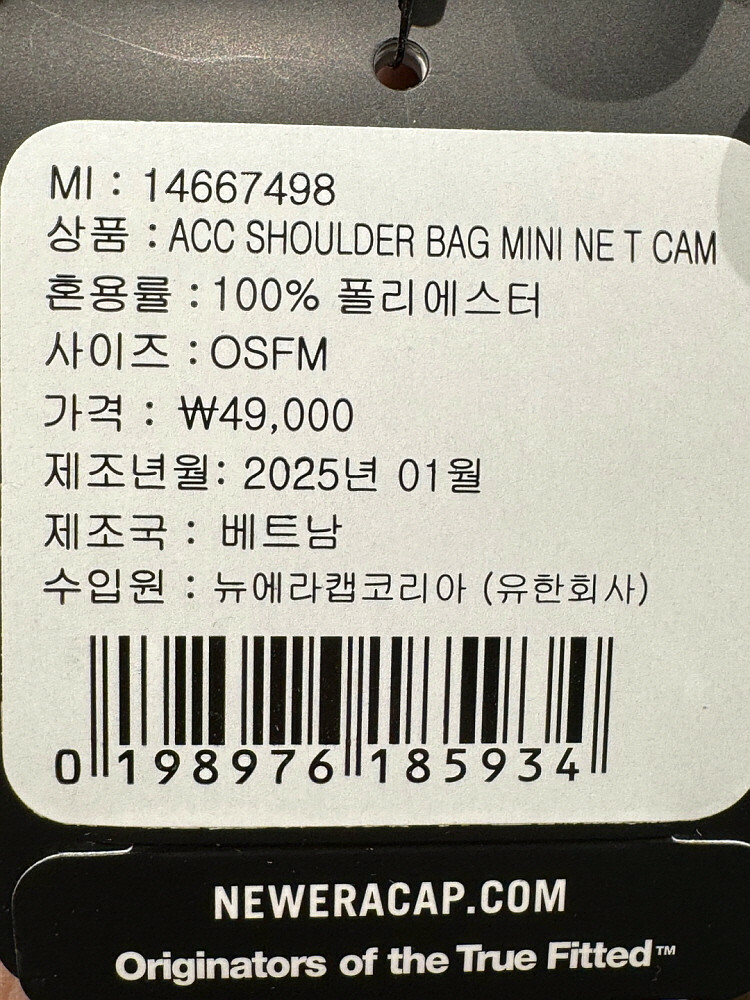 MI : 14667498
상품 : ACC SHOULDER BAG MINI NE T CAM
혼용률 : 100% 폴리에스터
사이즈 : OSFM
가격 : ₩49,000
제조년월: 2025년 01월
제조국 : 베트남
수입원 : 뉴에라캡코리아 (유한회사)
0 198976 185934
NEWERACAP.COM
Originators of the True Fitted™